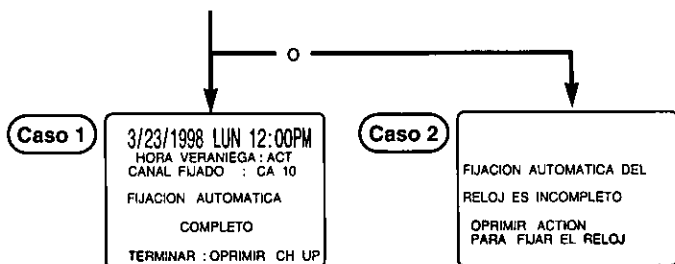 O
Caso 1
3/23/1998 LUN 12:00PM
HORA VERANIEGA : ACT
CANAL FIJADO : CA 10
FIJACION AUTOMATICA
COMPLETO
TERMINAR : OPRIMIR CH UP
Caso 2
FIJACION AUTOMATICA DEL
RELOJ ES INCOMPLETO
OPRIMIR ACTION
PARA FIJAR EL RELOJ